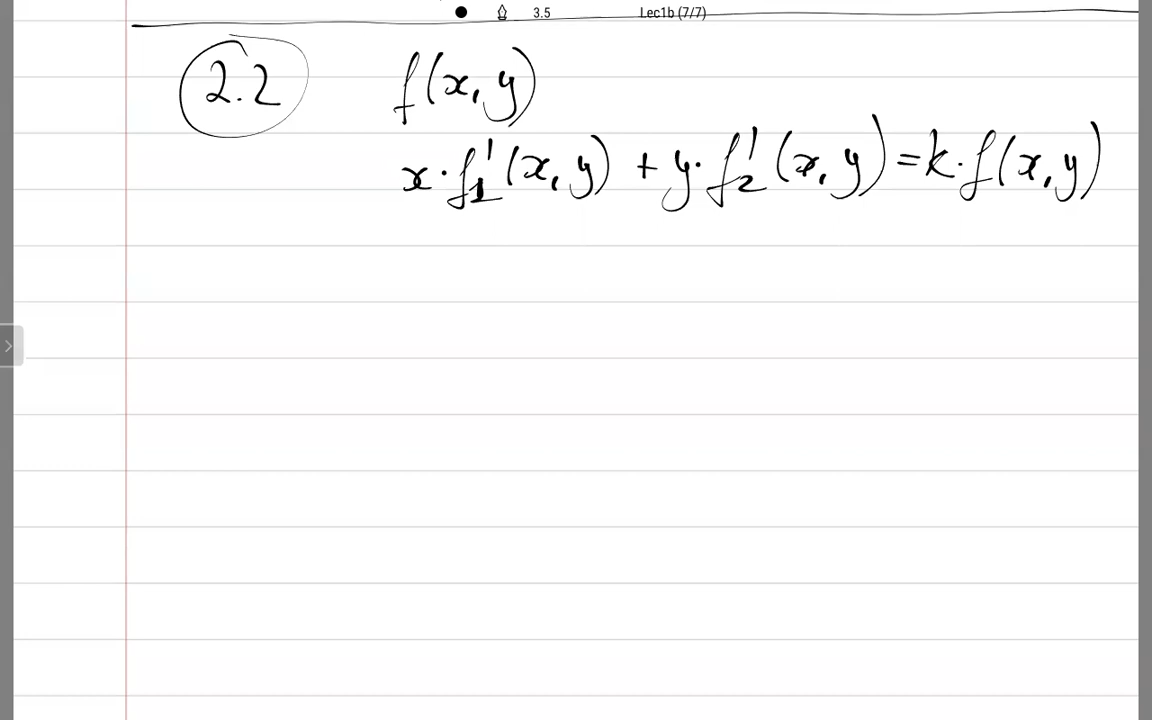 3.5 Lec1b (7/7)
2.2 f(x, y)
x · f₁'(x, y) + y · f₂'(x, y) = k · f(x, y)